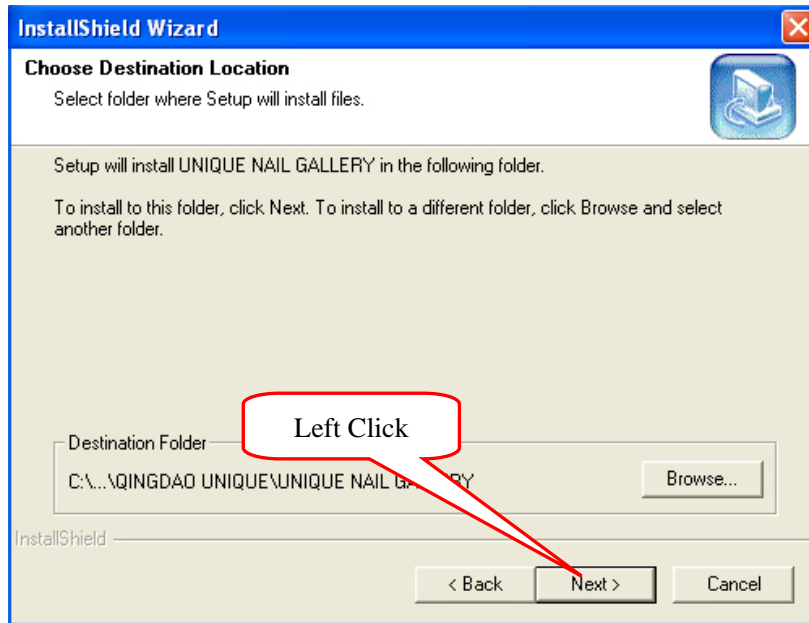 InstallShield Wizard
Choose Destination Location
Select folder where Setup will install files.
Setup will install UNIQUE NAIL GALLERY in the following folder.
To install to this folder, click Next. To install to a different folder, click Browse and select
another folder.
Left Click
Destination Folder
C:\...\QINGDAO UNIQUE\UNIQUE NAIL GALLERY
Browse...
InstallShield
< Back
Next >
Cancel